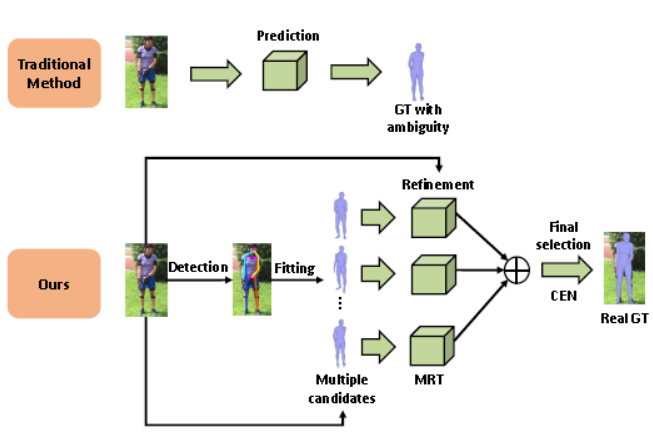 Traditional
Method
Prediction
GT with
ambiguity
Ours
Detection
Fitting
Multiple
candidates
Refinement
MRT
Final
selection
CEN
Real GT